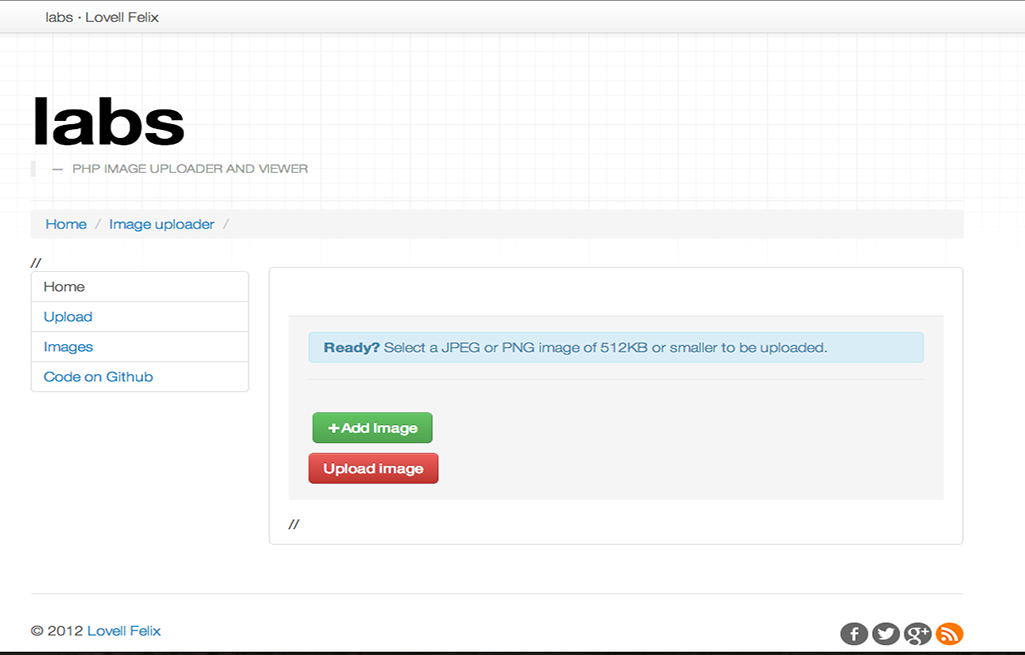 labs · Lovell Felix
labs
— PHP IMAGE UPLOADER AND VIEWER
Home / Image uploader /
//
Home
Upload
Images
Code on Github
Ready? Select a JPEG or PNG image of 512KB or smaller to be uploaded.
+Add Image
Upload image
//
© 2012 Lovell Felix
f g+